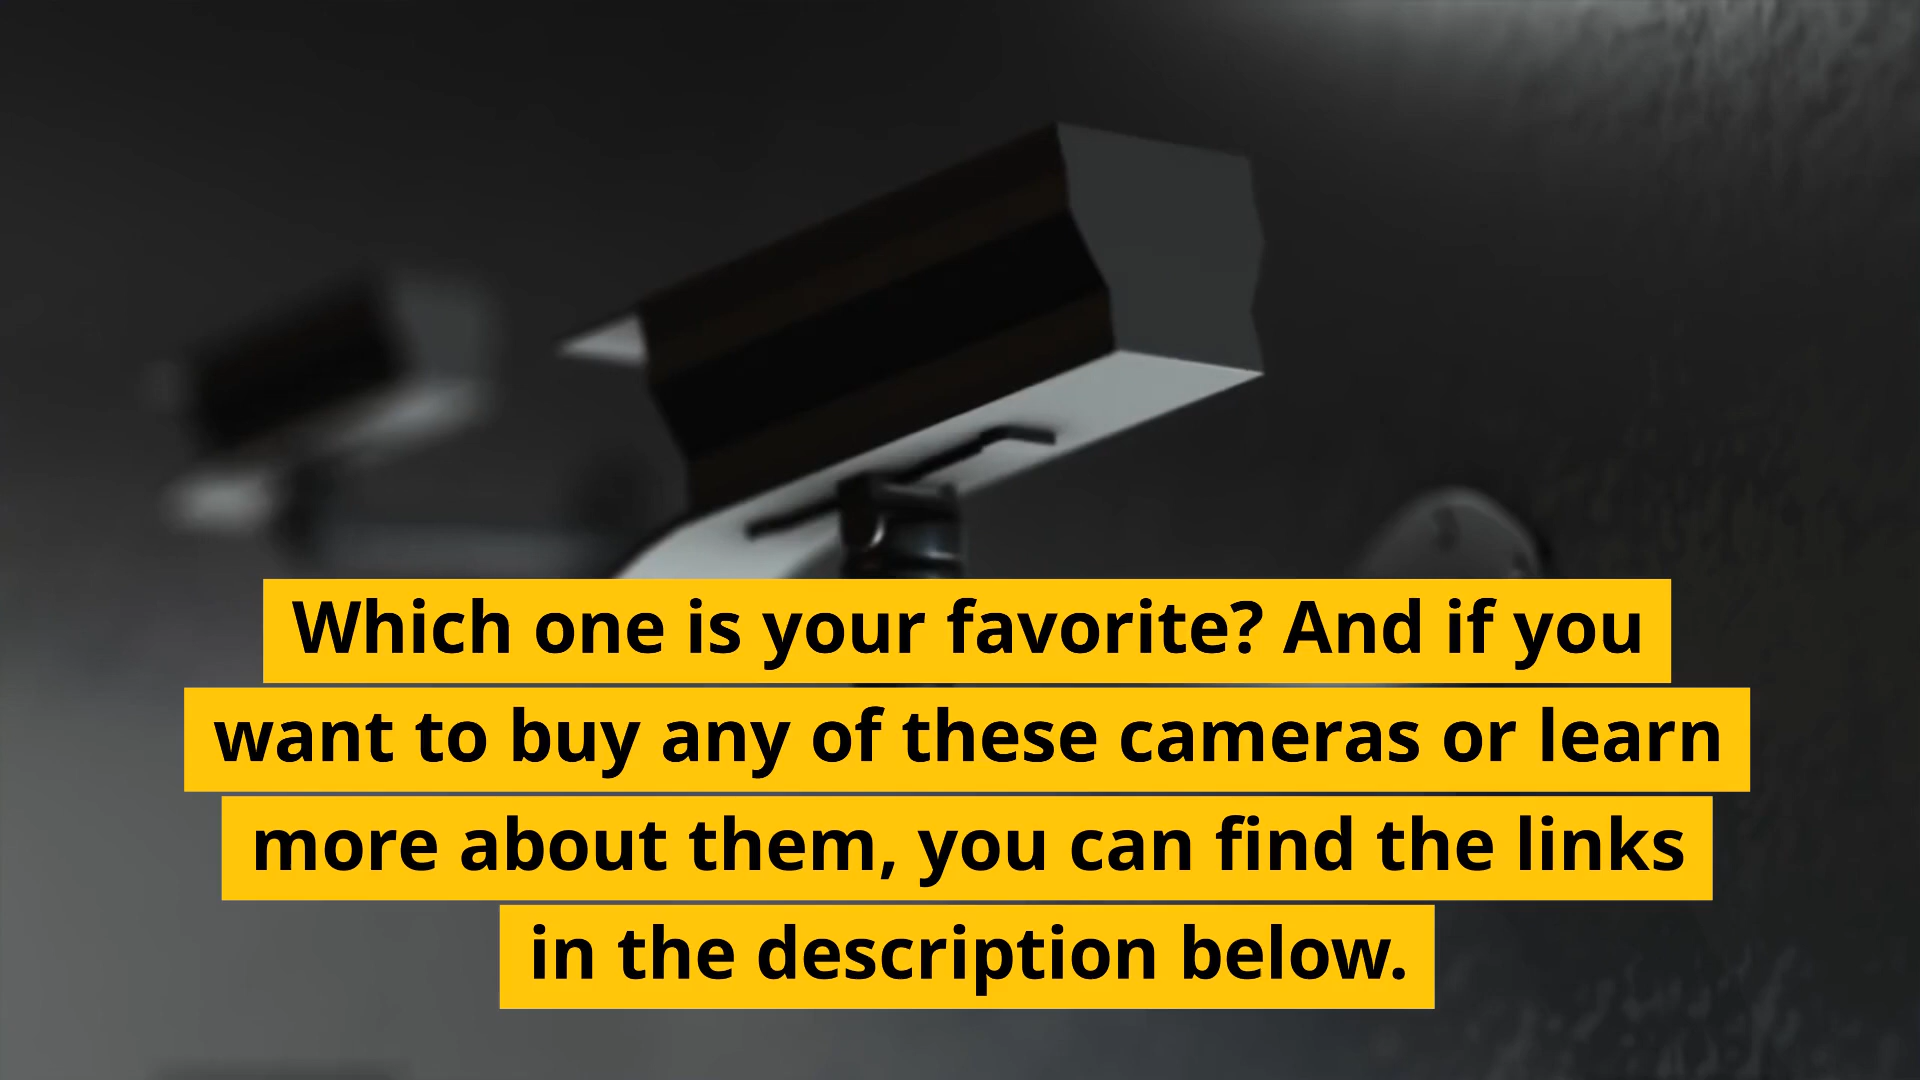 Which one is your favorite? And if you
want to buy any of these cameras or learn
more about them, you can find the links
in the description below.